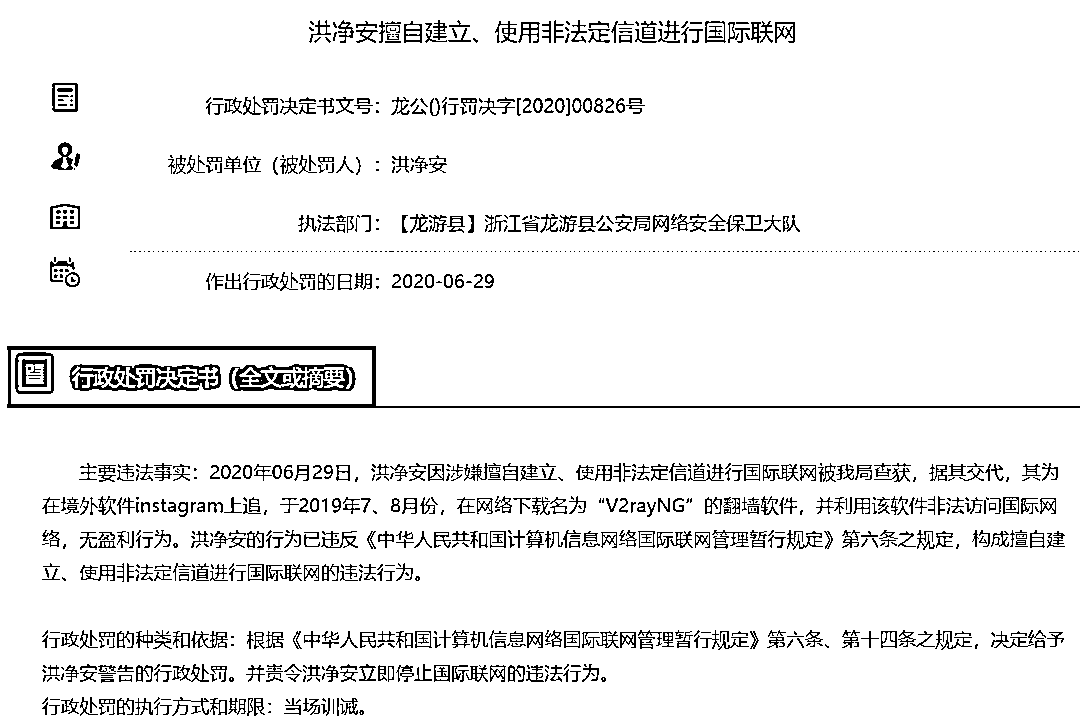 洪净安擅自建立、使用非法定信道进行国际联网
行政处罚决定书文号：龙公()行罚决字[2020]00826号
被处罚单位（被处罚人）：洪净安
执法部门：【龙游县】浙江省龙游县公安局网络安全保卫大队
作出行政处罚的日期：2020-06-29
行政处罚决定书（全文或摘要）
主要违法事实：2020年06月29日，洪净安因涉嫌擅自建立、使用非法定信道进行国际联网被我局查获，据其交代，其为
在境外软件instagram上追，于2019年7、8月份，在网络下载名为“V2rayNG”的翻墙软件，并利用该软件非法访问国际网
络，无盈利行为。洪净安的行为已违反《中华人民共和国计算机信息网络国际联网管理暂行规定》第六条之规定，构成擅自建
立、使用非法定信道进行国际联网的违法行为。
行政处罚的种类和依据：根据《中华人民共和国计算机信息网络国际联网管理暂行规定》第六条、第十四条之规定，决定给予
洪净安警告的行政处罚。并责令洪净安立即停止国际联网的违法行为。
行政处罚的执行方式和期限：当场训诫。